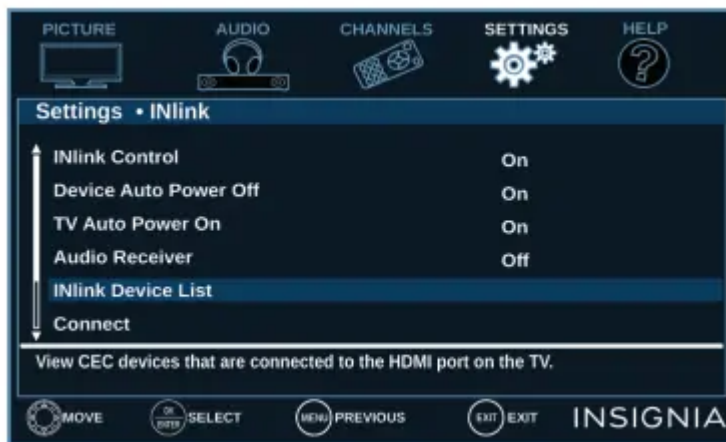 PICTURE AUDIO CHANNELS SETTINGS HELP
Settings • INlink
INlink Control On
Device Auto Power Off On
TV Auto Power On On
Audio Receiver Off
INlink Device List
Connect
View CEC devices that are connected to the HDMI port on the TV.
MOVE OK ENTER SELECT MENU PREVIOUS EXIT EXIT INSIGNIA